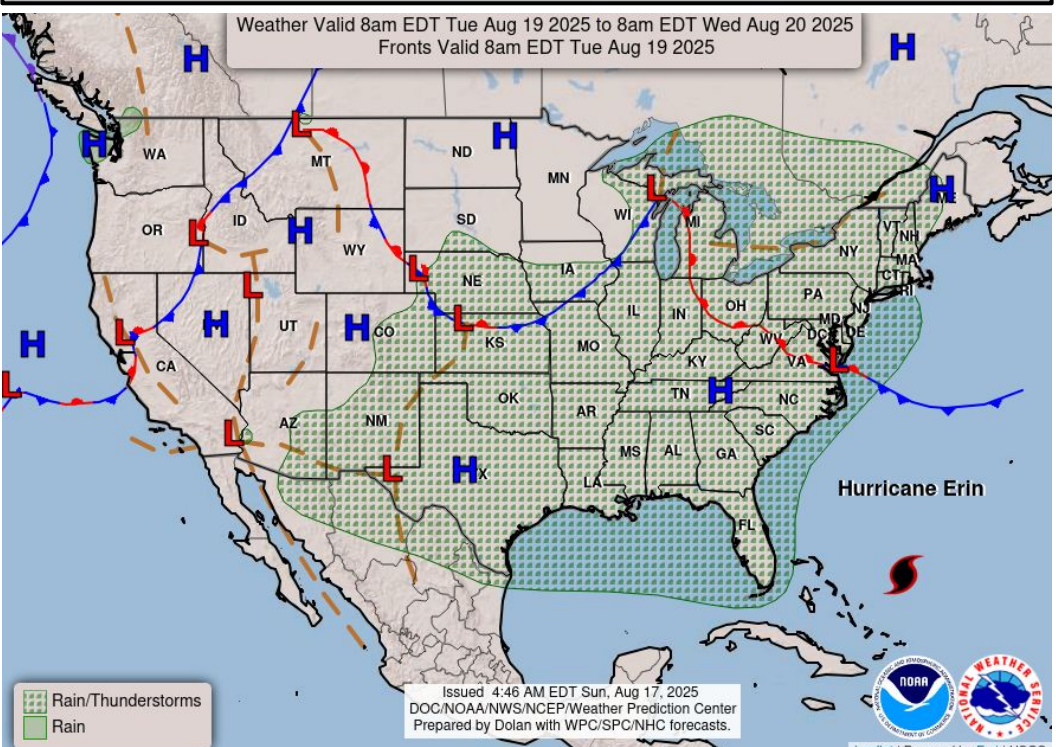 Weather Valid 8am EDT Tue Aug 19 2025 to 8am EDT Wed Aug 20 2025
Fronts Valid 8am EDT Tue Aug 19 2025
H
H
H
WA
L
MT
ND
H
MN
L
WI
MI
H
ME
VT
NH
OR
L
ID
H
WY
SD
NY
MA
CT
RI
L
NE
IA
PA
NJ
L
H
H
UT
H
CO
L
KS
IL
IN
OH
MD
DE
DC
WV
VA
L
L
CA
MO
KY
L
AZ
NM
OK
AR
TN
H
NC
SC
L
L
H
X
LA
MS
AL
GA
FL
Hurricane Erin
Rain/Thunderstorms
Rain
Issued 4:46 AM EDT Sun, Aug 17, 2025
DOC/NOAA/NWS/NCEP/Weather Prediction Center
Prepared by Dolan with WPC/SPC/NHC forecasts.
NOAA
NATIONAL WEATHER SERVICE